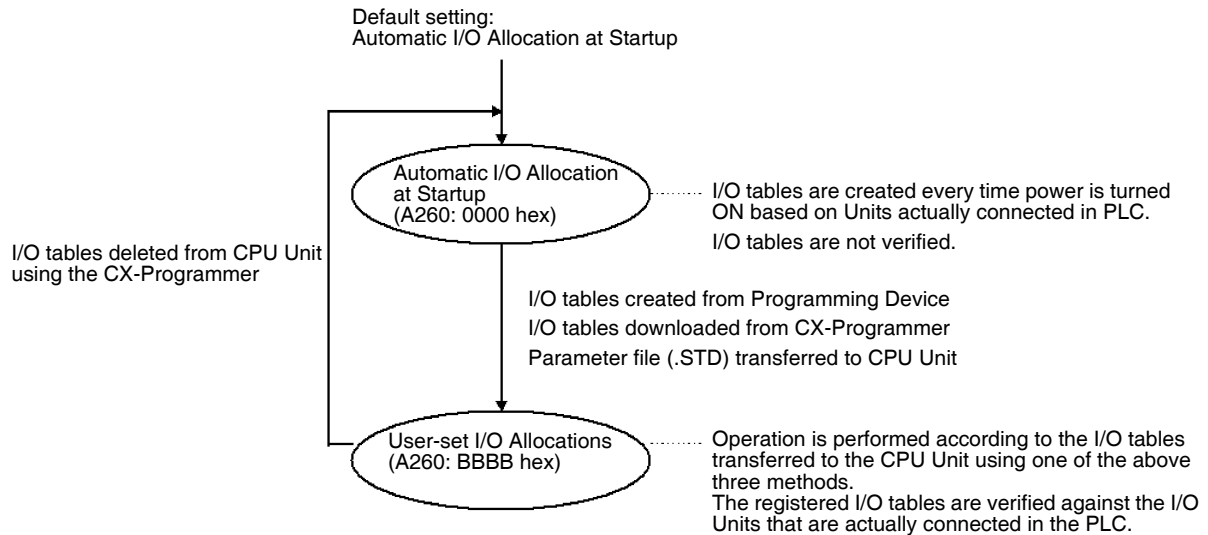 Default setting:
Automatic I/O Allocation at Startup
Automatic I/O Allocation
at Startup
(A260: 0000 hex)
I/O tables are created every time power is turned
ON based on Units actually connected in PLC.
I/O tables are not verified.
I/O tables deleted from CPU Unit
using the CX-Programmer
I/O tables created from Programming Device
I/O tables downloaded from CX-Programmer
Parameter file (.STD) transferred to CPU Unit
User-set I/O Allocations
(A260: BBBB hex)
Operation is performed according to the I/O tables
transferred to the CPU Unit using one of the above
three methods.
The registered I/O tables are verified against the I/O
Units that are actually connected in the PLC.